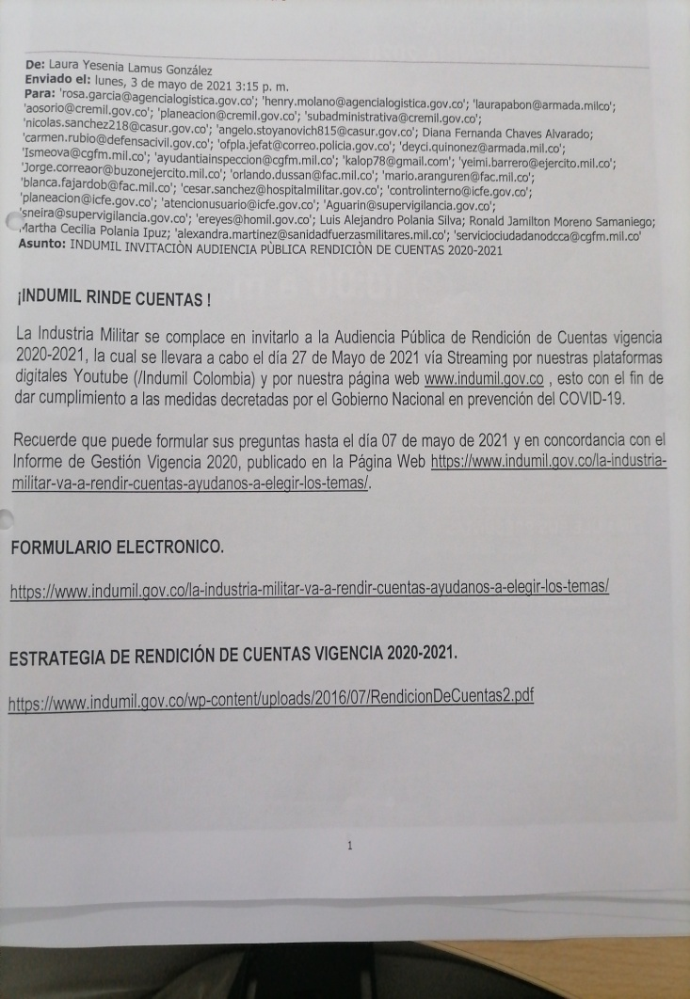 De: Laura Yesenia Lamus González
Enviado el: lunes, 3 de mayo de 2021 3:15 p. m.
Para: 'rosa.garcia@agencialogistica.gov.co'; 'henry.molano@agencialogistica.gov.co'; 'laurapabon@armada.milco';
'aosorio@cremil.gov.co'; 'planeacion@cremil.gov.co'; 'subadministrativa@cremil.gov.co';
'nicolas.sanchez218@casur.gov.co'; 'angelo.stoyanovich815@casur.gov.co'; Diana Fernanda Chaves Alvarado;
'carmen.rubio@defensacivil.gov.co'; 'ofpla.jefat@correo.policia.gov.co'; 'deyci.quinonez@armada.mil.co';
'Ismeova@cgfm.mil.co'; 'ayudantiainspeccion@cgfm.mil.co'; 'kalop78@gmail.com'; 'yeimi.barrero@ejercito.mil.co';
'Jorge.correaor@buzonejercito.mil.co'; 'orlando.dussan@fac.mil.co'; 'mario.aranguren@fac.mil.co';
'blanca.fajardob@fac.mil.co'; 'cesar.sanchez@hospitalmilitar.gov.co'; 'controlinterno@icfe.gov.co';
'planeacion@icfe.gov.co'; 'atencionusuario@icfe.gov.co'; 'Aguarin@supervigilancia.gov.co';
'sneira@supervigilancia.gov.co'; 'ereyes@homil.gov.co'; Luis Alejandro Polania Silva; Ronald Jamilton Moreno Samaniego;
Martha Cecilia Polania Ipuz; 'alexandra.martinez@sanidadfuerzasmilitares.mil.co'; 'serviciociudadanodcca@cgfm.mil.co'
Asunto: INDUMIL INVITACIÒN AUDIENCIA PÙBLICA RENDICIÒN DE CUENTAS 2020-2021
¡INDUMIL RINDE CUENTAS !
La Industria Militar se complace en invitarlo a la Audiencia Pública de Rendición de Cuentas vigencia
2020-2021, la cual se llevara a cabo el día 27 de Mayo de 2021 vía Streaming por nuestras plataformas
digitales Youtube (/Indumil Colombia) y por nuestra página web www.indumil.gov.co , esto con el fin de
dar cumplimiento a las medidas decretadas por el Gobierno Nacional en prevención del COVID-19.
Recuerde que puede formular sus preguntas hasta el día 07 de mayo de 2021 y en concordancia con el
Informe de Gestión Vigencia 2020, publicado en la Página Web https://www.indumil.gov.co/la-industria-
militar-va-a-rendir-cuentas-ayudanos-a-elegir-los-temas/.
FORMULARIO ELECTRONICO.
https://www.indumil.gov.co/la-industria-militar-va-a-rendir-cuentas-ayudanos-a-elegir-los-temas/
ESTRATEGIA DE RENDICIÓN DE CUENTAS VIGENCIA 2020-2021.
https://www.indumil.gov.co/wp-content/uploads/2016/07/RendicionDeCuentas2.pdf
1